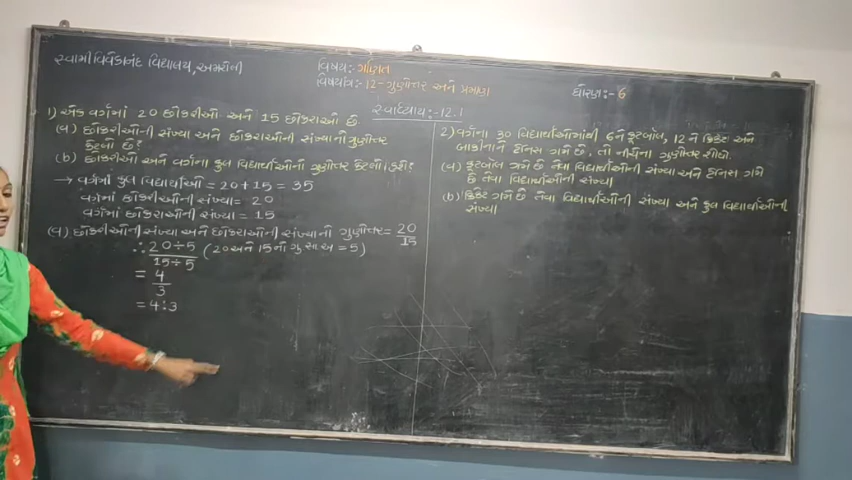 સ્વામી વિવેકાનંદ વિદ્યાલય, અમરેલી
વિષય:- ગણિત
વિષયાંગ:- 12- ગુણોત્તર અને પ્રમાણ
ધોરણ:- 6
સ્વાધ્યાય:- 12.1
1) એક વર્ગમાં 20 છોકરીઓ અને 15 છોકરાઓ છે.
(a) છોકરીઓની સંખ્યા અને છોકરાઓની સંખ્યાનો ગુણોત્તર
કેટલો છે?
(b) છોકરીઓ અને વર્ગના કુલ વિદ્યાર્થીઓનો ગુણોત્તર કેટલો હશે?
→ વર્ગમાં કુલ વિદ્યાર્થીઓ = 20 + 15 = 35
વર્ગમાં છોકરીઓની સંખ્યા = 20
વર્ગમાં છોકરાઓની સંખ્યા = 15
(a) છોકરીઓની સંખ્યા અને છોકરાઓની સંખ્યાનો ગુણોત્તર = 20/15
∴ 20÷5/15÷5 (20 અને 15 નો ગુ.સા.અ = 5)
= 4/3
= 4:3
2) વર્ગના 30 વિદ્યાર્થીઓમાંથી 6ને ફૂટબોલ, 12 ને ક્રિકેટ અને
બાકીનાને ટેનિસ ગમે છે. તો નીચેના ગુણોત્તર શોધો.
(a) ફૂટબોલ ગમે છે તેવા વિદ્યાર્થીઓની સંખ્યા અને ટેનિસ ગમે
છે તેવા વિદ્યાર્થીઓની સંખ્યા
(b) ક્રિકેટ ગમે છે તેવા વિદ્યાર્થીઓની સંખ્યા અને કુલ વિદ્યાર્થીઓની
સંખ્યા